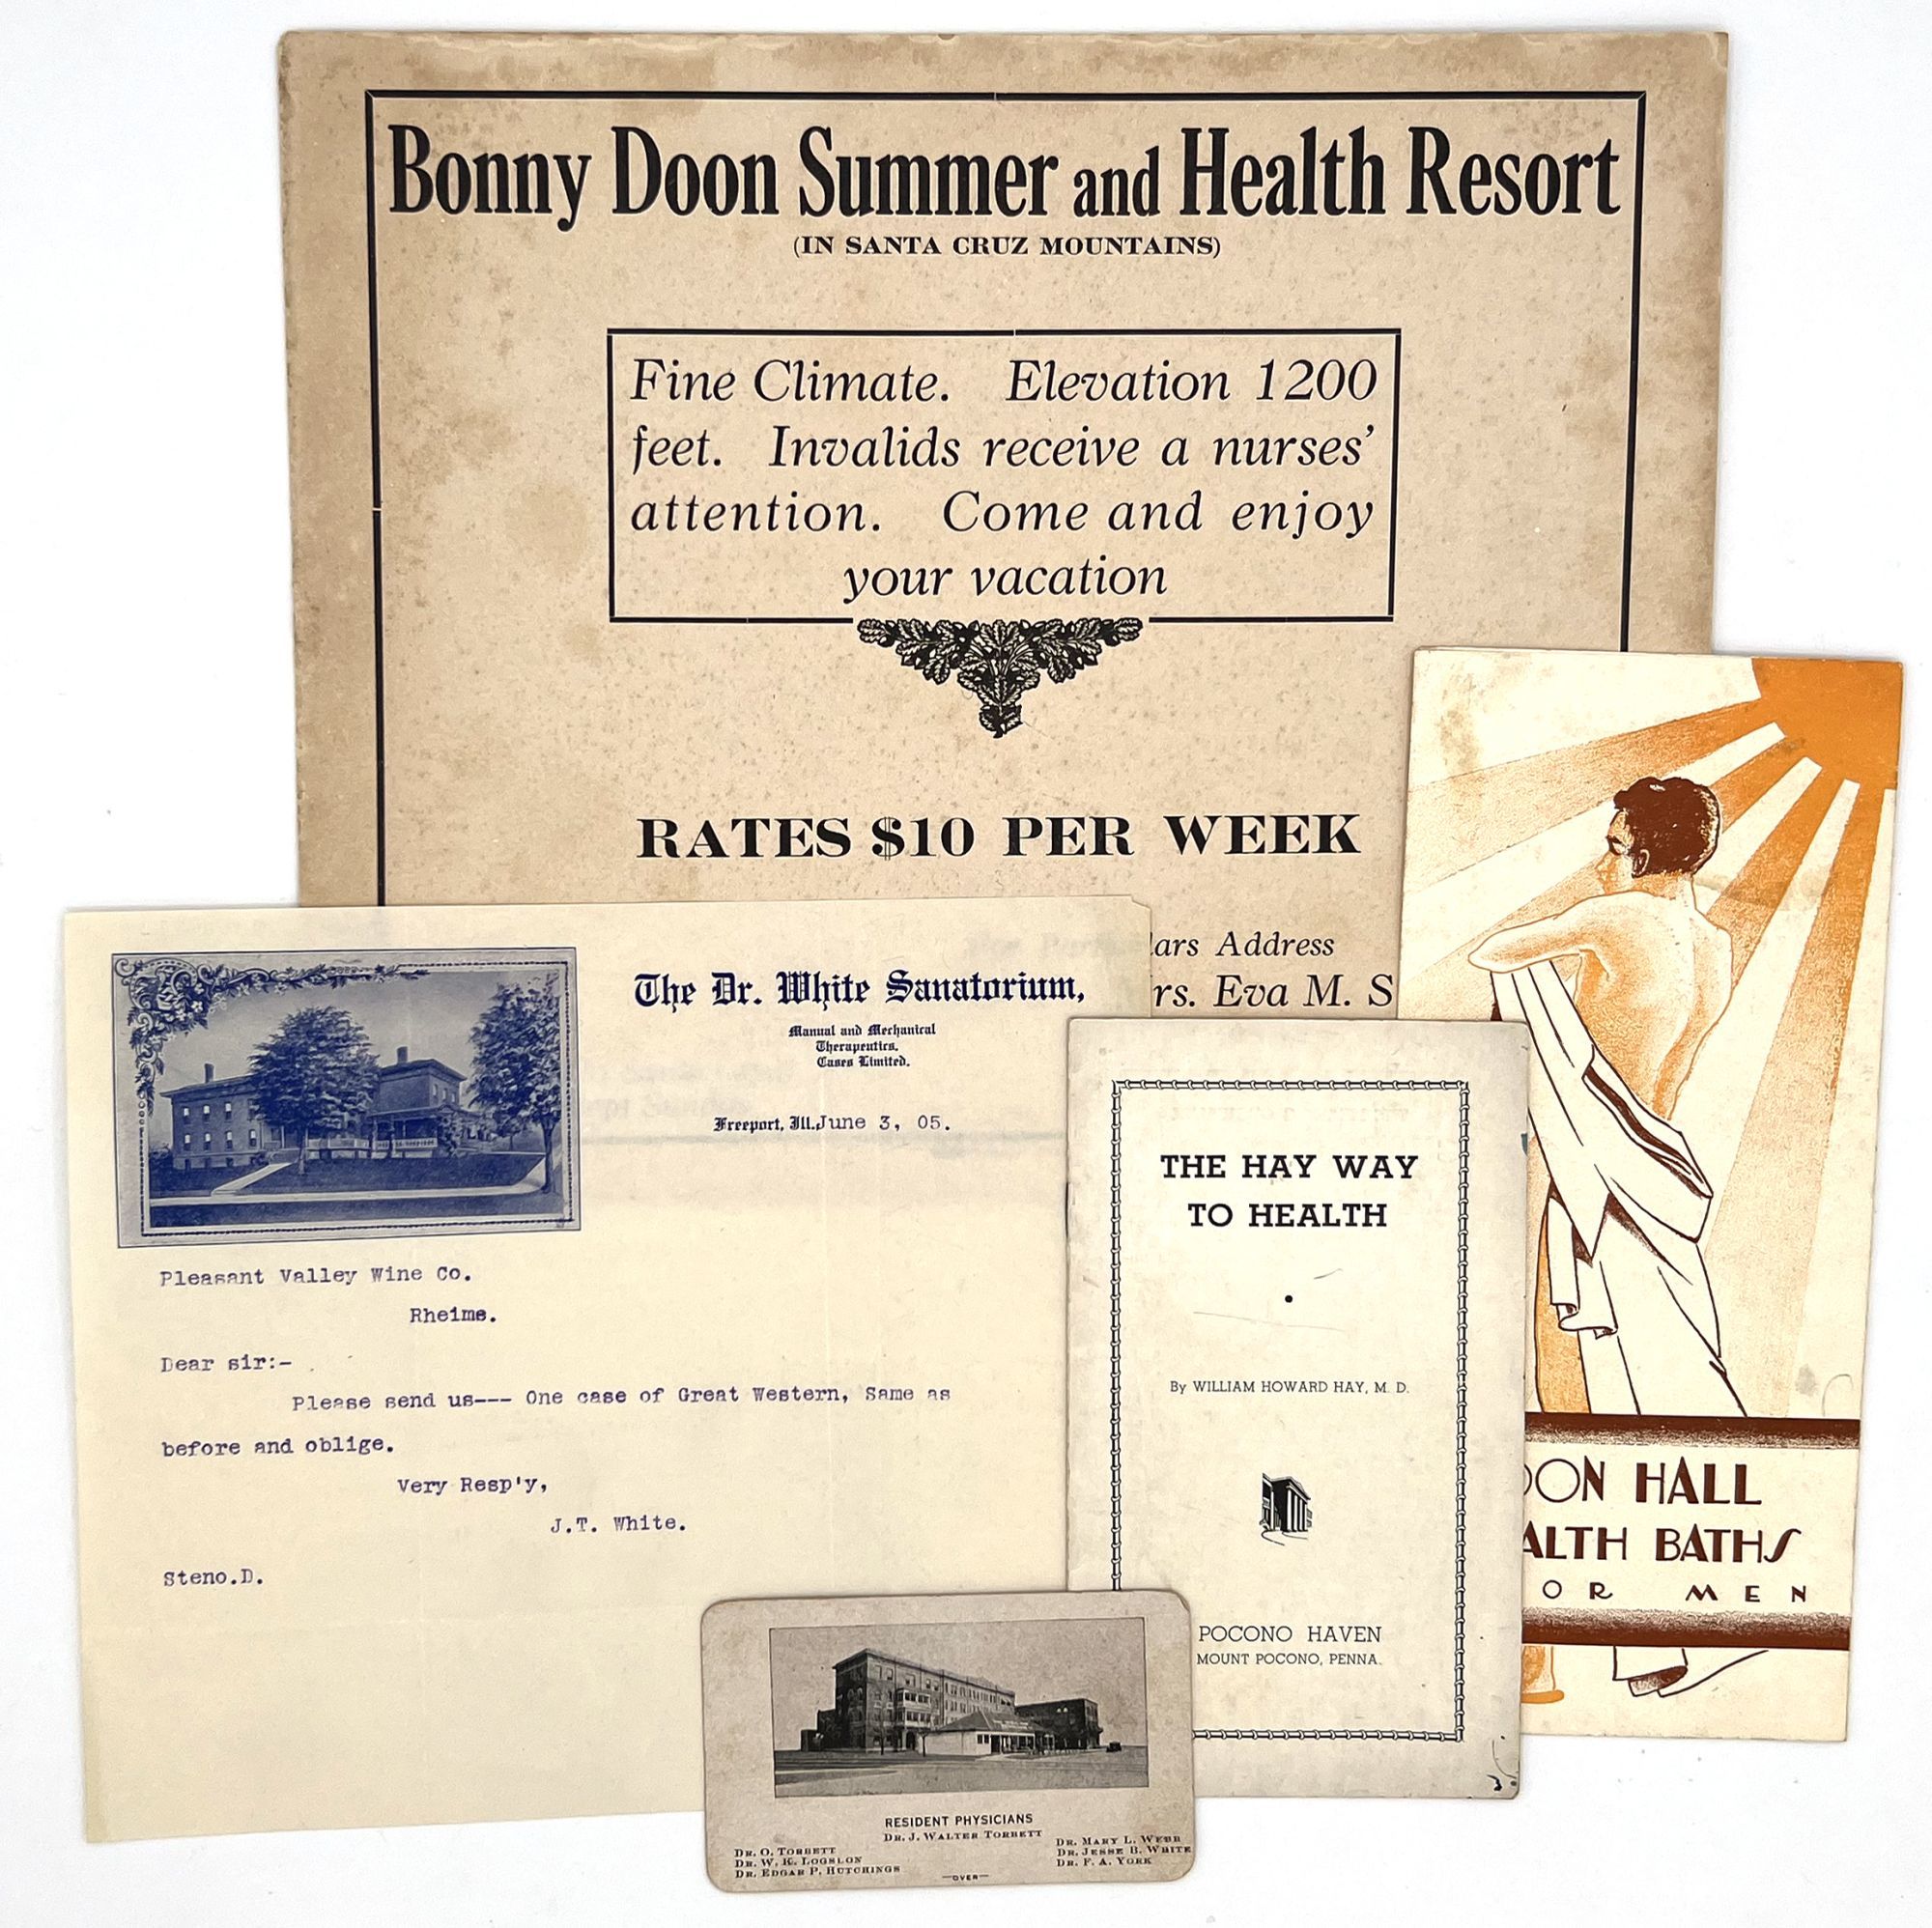 Bonny Doon Summer and Health Resort
(IN SANTA CRUZ MOUNTAINS)
Fine Climate. Elevation 1200
feet. Invalids receive a nurses'
attention. Come and enjoy
your vacation
RATES $10 PER WEEK
lars Address
rs. Eva M. S
The Dr. White Sanatorium,
Manual and Mechanical
Therapeutics.
Cases Limited.
Freeport, Ill. June 3, 05.
Pleasant Valley Wine Co.
Rheims.
Dear sir:-
Please send us--- One case of Great Western, Same as
before and oblige.
Very Resp'y,
J.T. White.
Steno.D.
THE HAY WAY
TO HEALTH
By WILLIAM HOWARD HAY, M. D.
POCONO HAVEN
MOUNT POCONO, PENNA.
OON HALL
ALTH BATHS
OR MEN
RESIDENT PHYSICIANS
DR. J. WALTER TORBETT
DR. O. TORBETT
DR. W. K. LOGSLON
DR. EDGAR P. HUTCHINGS
DR. MARY L. WEBB
DR. JESSE B. WHITE
DR. F. A. YORK
—OVER—